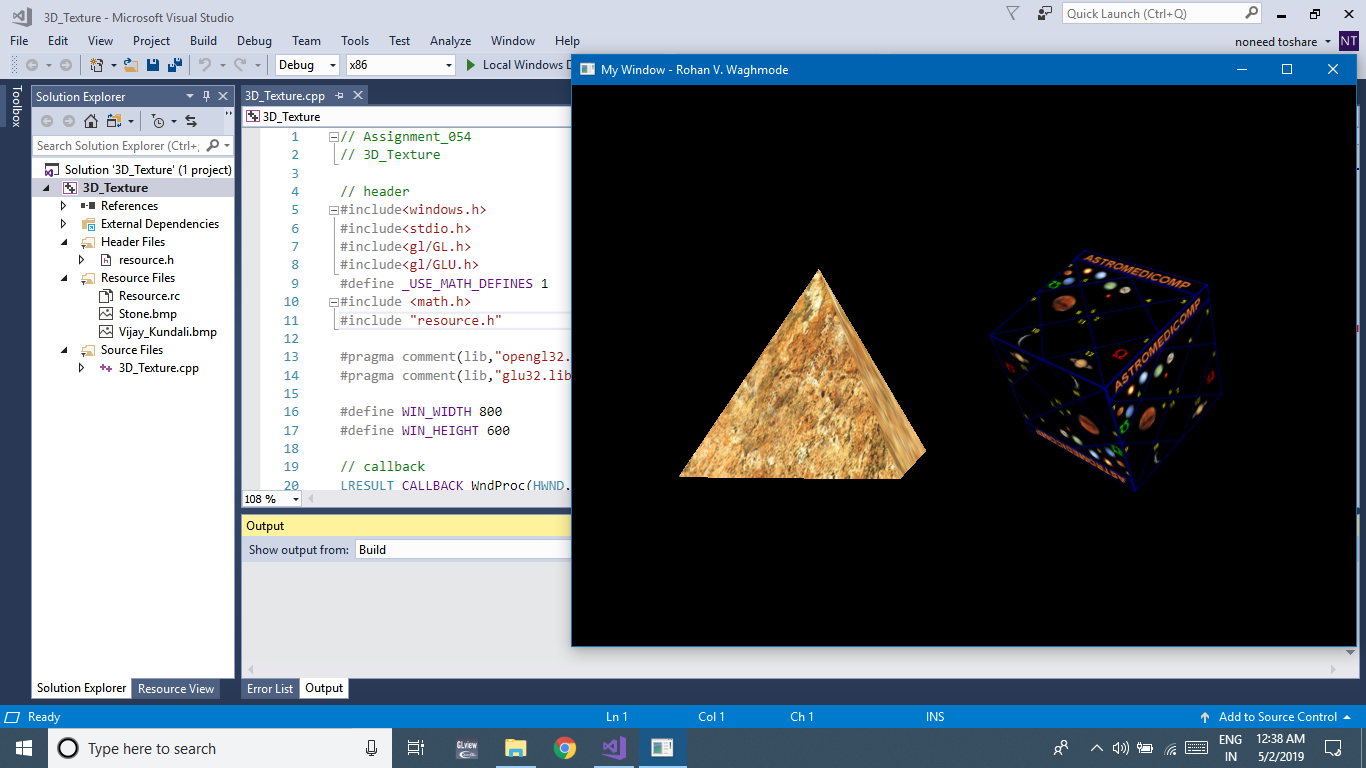 3D_Texture - Microsoft Visual Studio
Quick Launch (Ctrl+Q)
File Edit View Project Build Debug Team Tools Test Analyze Window Help
noneed toshare NT
Debug x86 Local Windows D
My Window - Rohan V. Waghmode
Toolbox
Solution Explorer
Search Solution Explorer (Ctrl+;
Solution '3D_Texture' (1 project)
3D_Texture
References
External Dependencies
Header Files
resource.h
Resource Files
Resource.rc
Stone.bmp
Vijay_Kundali.bmp
Source Files
3D_Texture.cpp
Solution Explorer Resource View
3D_Texture.cpp
3D_Texture
1 // Assignment_054
2 // 3D_Texture
3
4 // header
5 #include<windows.h>
6 #include<stdio.h>
7 #include<gl/GL.h>
8 #include<gl/GLU.h>
9 #define _USE_MATH_DEFINES 1
10 #include <math.h>
11 #include "resource.h"
12
13 #pragma comment(lib,"opengl32.
14 #pragma comment(lib,"glu32.lib
15
16 #define WIN_WIDTH 800
17 #define WIN_HEIGHT 600
18
19 // callback
20 LRESULT CALLBACK WndProc(HWND,
108 %
Output
Show output from: Build
Error List Output
ASTROMEDICOMP
ASTROMEDICOMP
Ready Ln 1 Col 1 Ch 1 INS Add to Source Control
Type here to search
GLview
ENG
IN
12:38 AM
5/2/2019